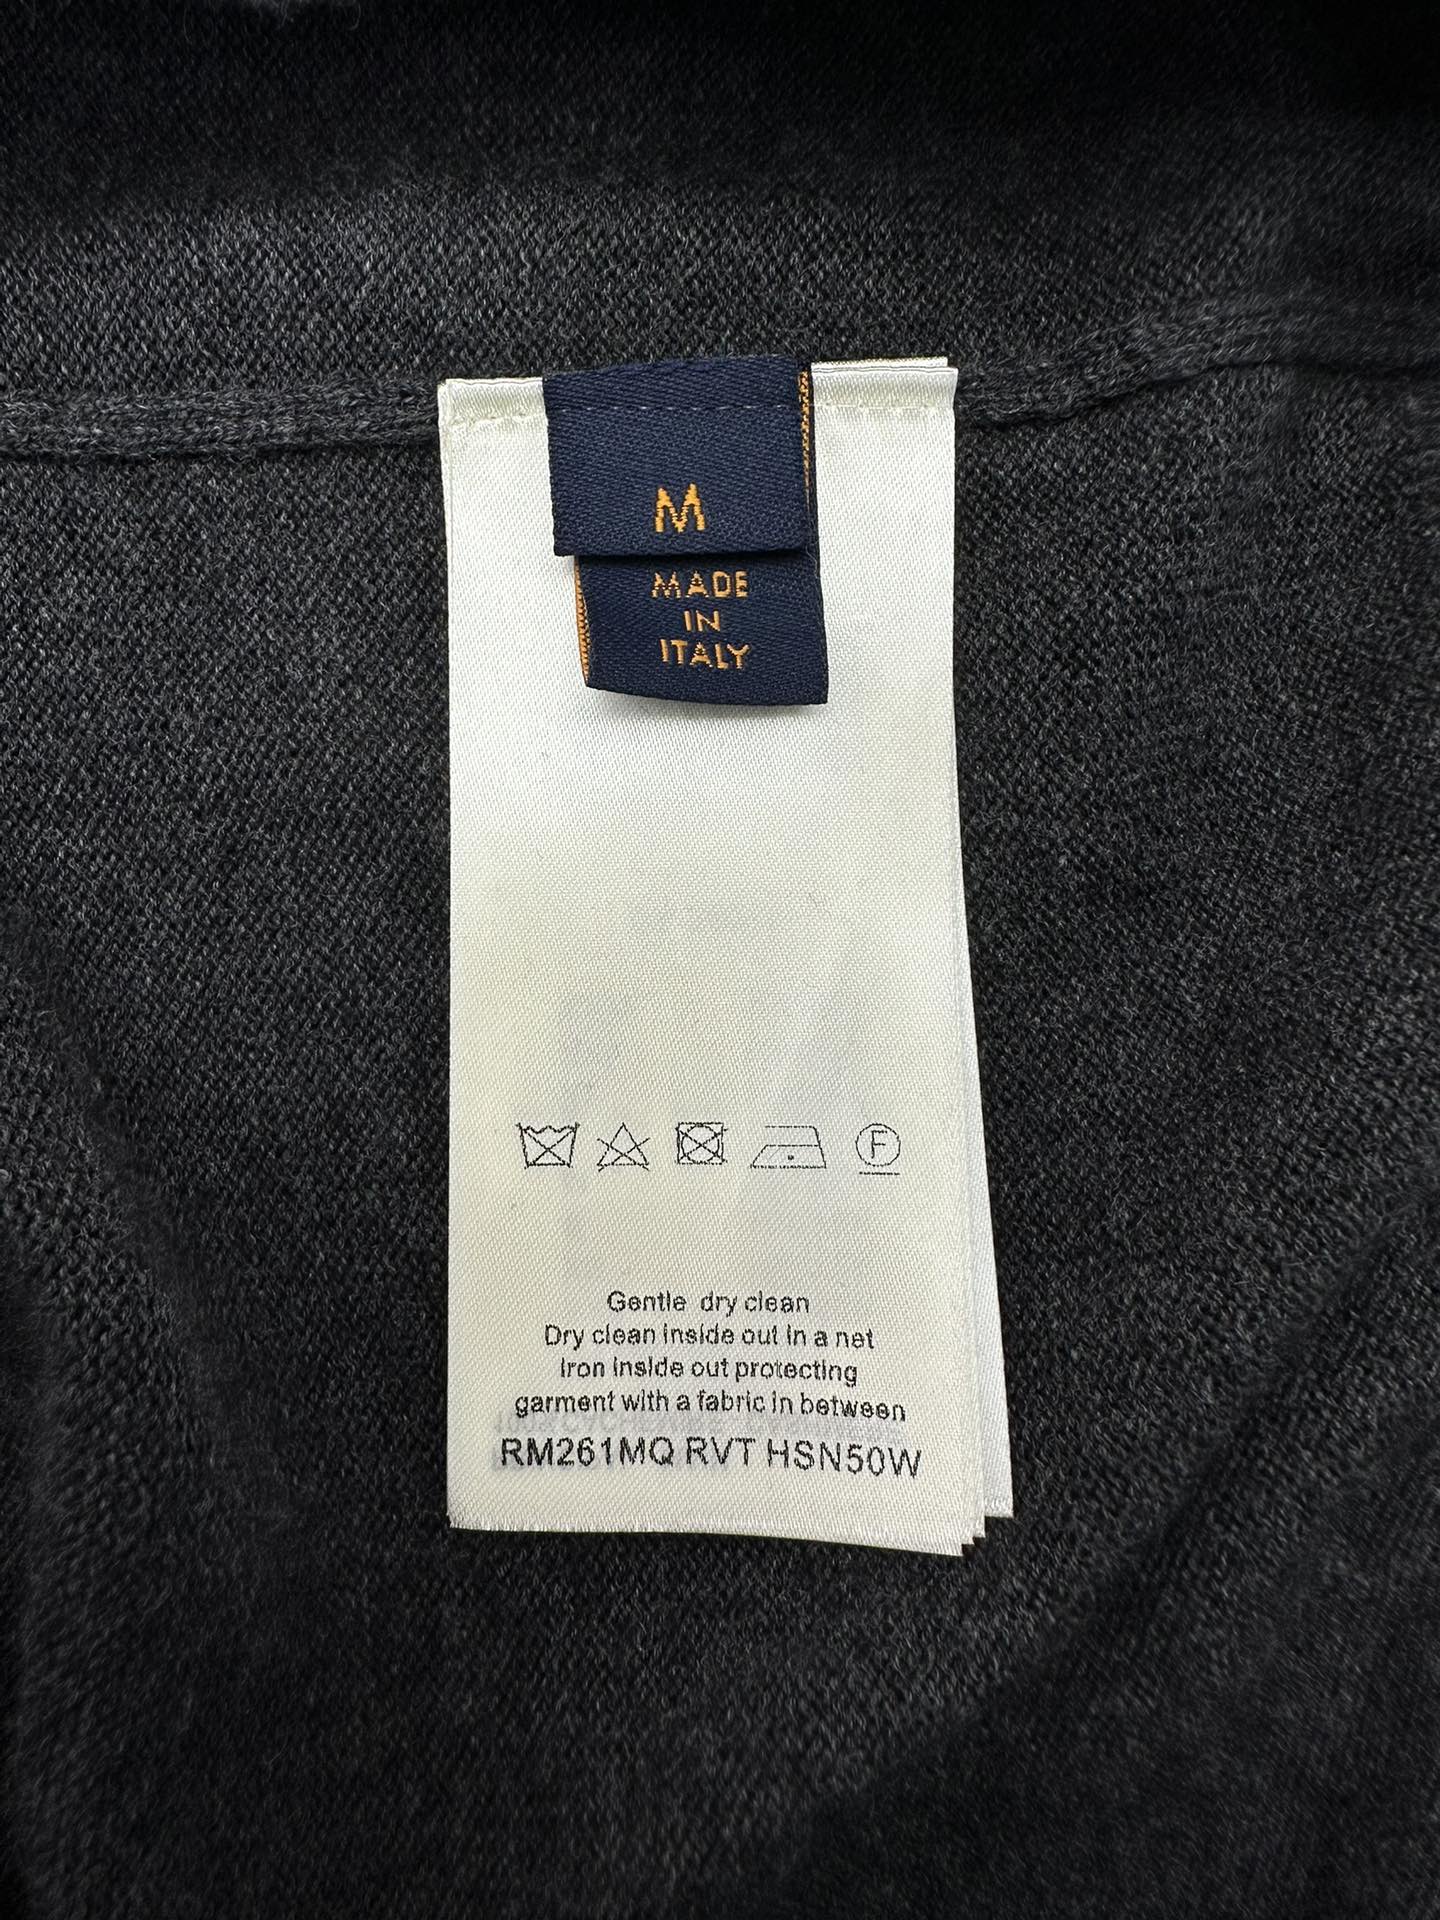 M
MADE
IN
ITALY
F
Gentle dry clean
Dry clean inside out in a net
Iron inside out protecting
garment with a fabric in between
RM261MQ RVT HSN50W